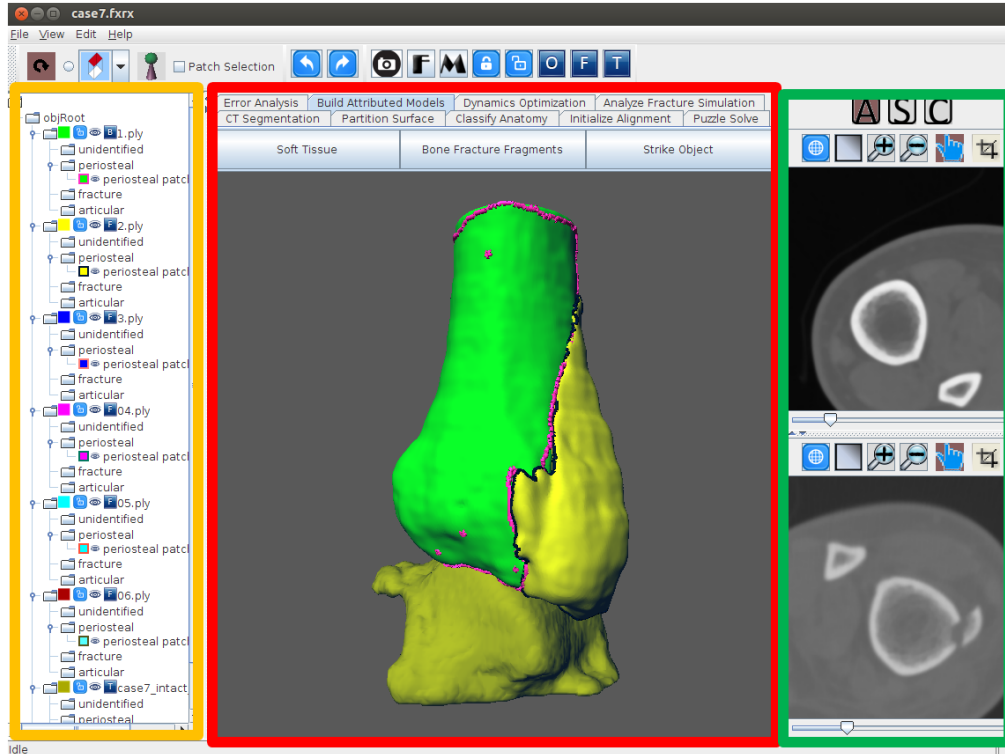 case7.fxrx
File View Edit Help
Patch Selection F M O F T
Error Analysis Build Attributed Models Dynamics Optimization Analyze Fracture Simulation
CT Segmentation Partition Surface Classify Anatomy Initialize Alignment Puzzle Solve
Soft Tissue Bone Fracture Fragments Strike Object
A S C
objRoot
B 1.ply
unidentified
periosteal
periosteal patc
fracture
articular
F 2.ply
unidentified
periosteal
periosteal patcl
fracture
articular
F 3.ply
unidentified
periosteal
periosteal patcl
fracture
articular
F 04.ply
unidentified
periosteal
periosteal patcl
fracture
articular
F 05.ply
unidentified
periosteal
periosteal patcl
fracture
articular
F 06.ply
unidentified
periosteal
periosteal patcl
fracture
articular
T case7_intact
unidentified
periosteal
Idle